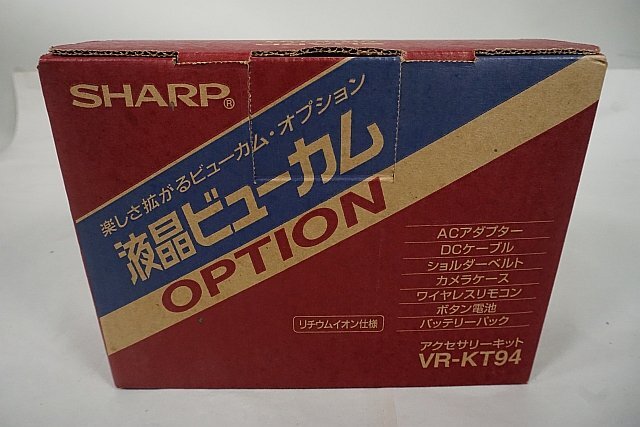 SHARP®
楽しさ拡がるビューカム・オプション
液晶ビューカム
OPTION
ACアダプター
DCケーブル
ショルダーベルト
カメラケース
ワイヤレスリモコン
ボタン電池
バッテリーパック
リチウムイオン仕様
アクセサリーキット
VR-KT94